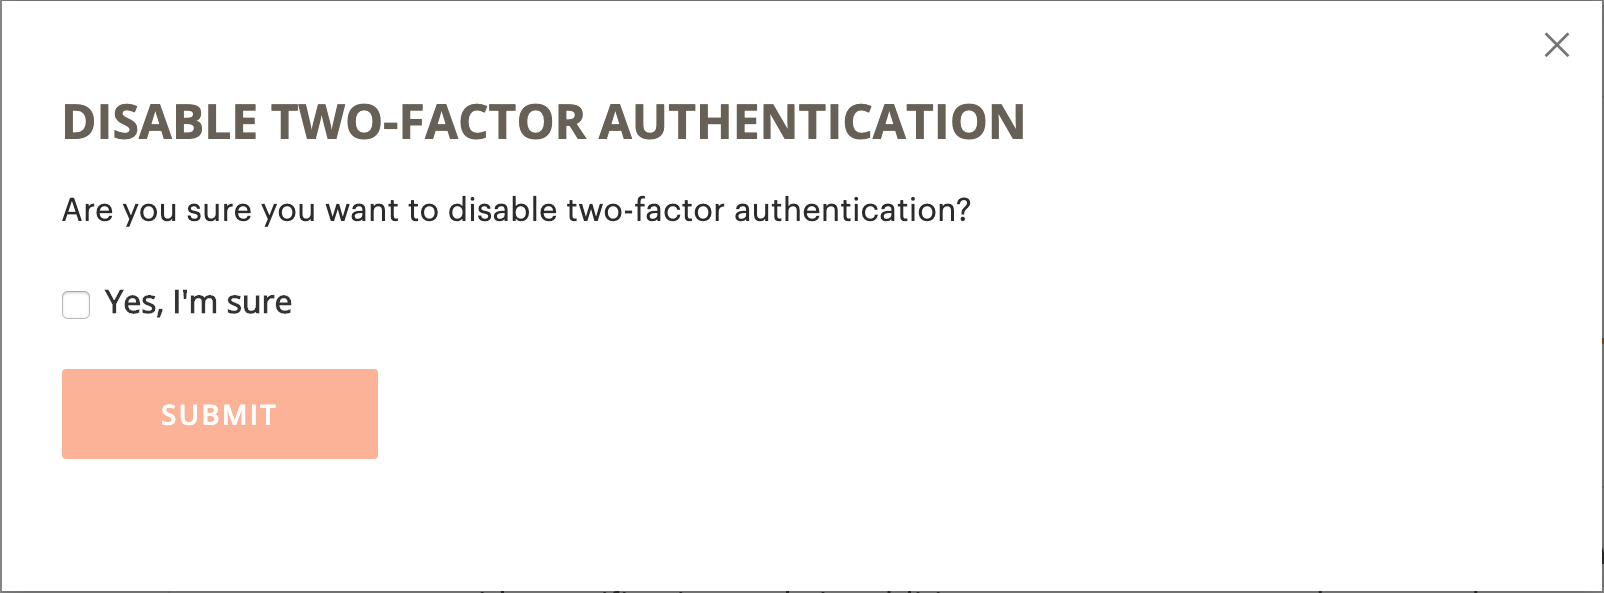 DISABLE TWO-FACTOR AUTHENTICATION
Are you sure you want to disable two-factor authentication?
Yes, I'm sure
SUBMIT